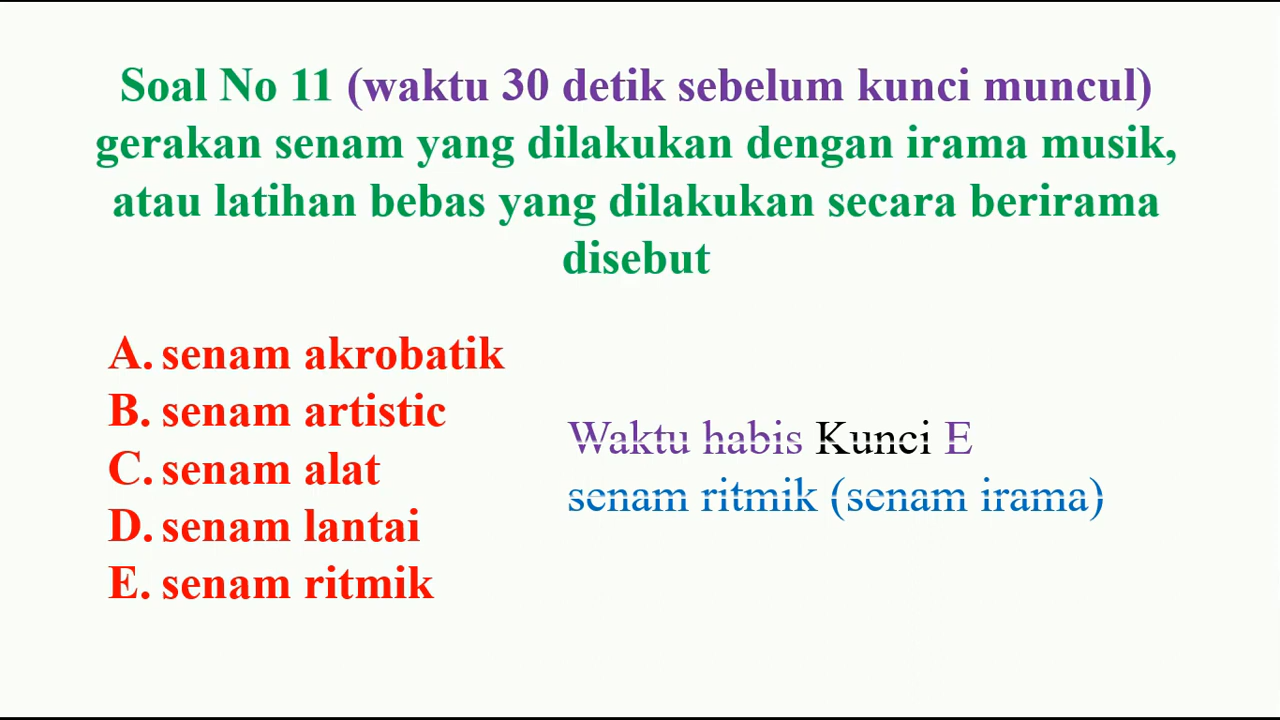 Soal No 11 (waktu 30 detik sebelum kunci muncul)
gerakan senam yang dilakukan dengan irama musik,
atau latihan bebas yang dilakukan secara berirama
disebut
A. senam akrobatik
B. senam artistic
C. senam alat
D. senam lantai
E. senam ritmik
Waktu habis Kunci E
senam ritmik (senam irama)